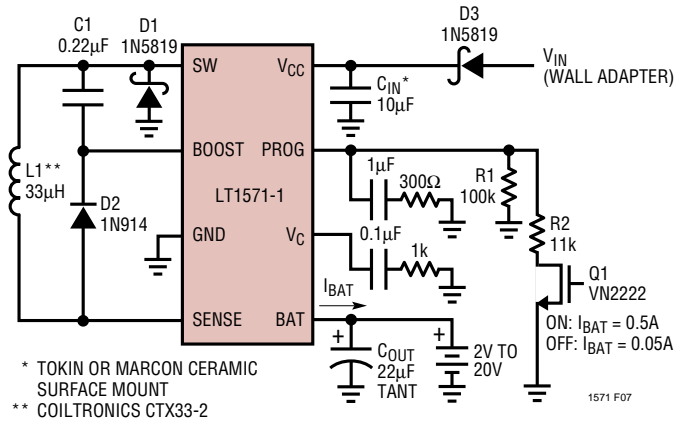 C1
0.22µF
D1
1N5819
D3
1N5819
SW
VCC
CIN*
10µF
VIN
(WALL ADAPTER)
BOOST
PROG
L1**
33µH
D2
1N914
LT1571-1
1µF
300Ω
R1
100k
R2
11k
GND
VC
0.1µF
1k
Q1
VN2222
IBAT
SENSE
BAT
ON: IBAT = 0.5A
OFF: IBAT = 0.05A
+
COUT
22µF
TANT
+
2V TO
20V
* TOKIN OR MARCON CERAMIC
SURFACE MOUNT
** COILTRONICS CTX33-2
1571 F07